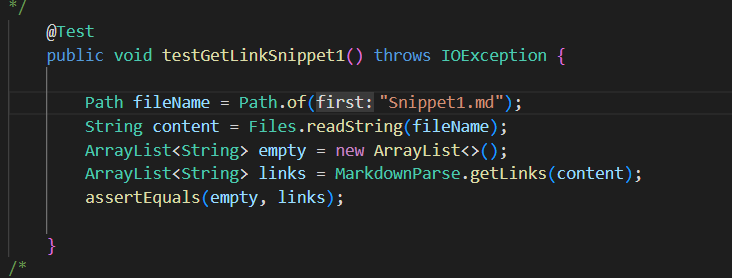 */
@Test
public void testGetLinkSnippet1() throws IOException {
Path fileName = Path.of(first: "Snippet1.md");
String content = Files.readString(fileName);
ArrayList<String> empty = new ArrayList<>();
ArrayList<String> links = MarkdownParse.getLinks(content);
assertEquals(empty, links);
}
/*